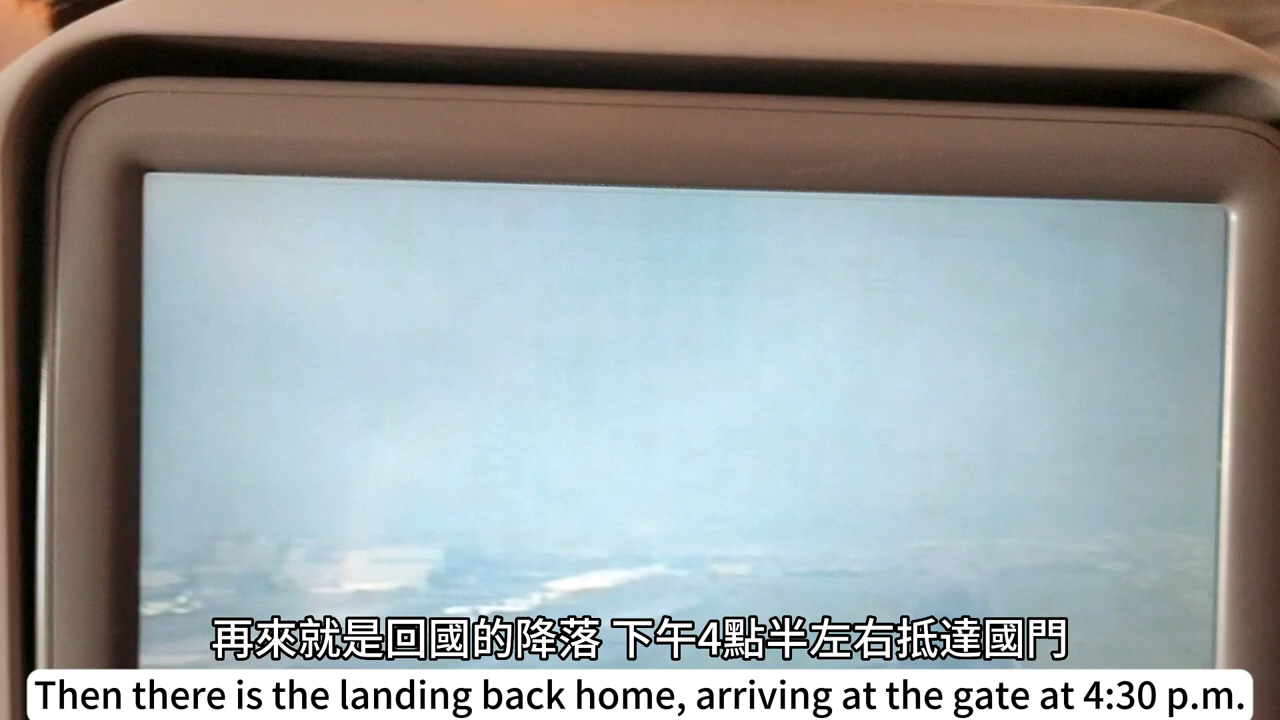 再來就是回國的降落 下午4點半左右抵達國門
Then there is the landing back home, arriving at the gate at 4:30 p.m.